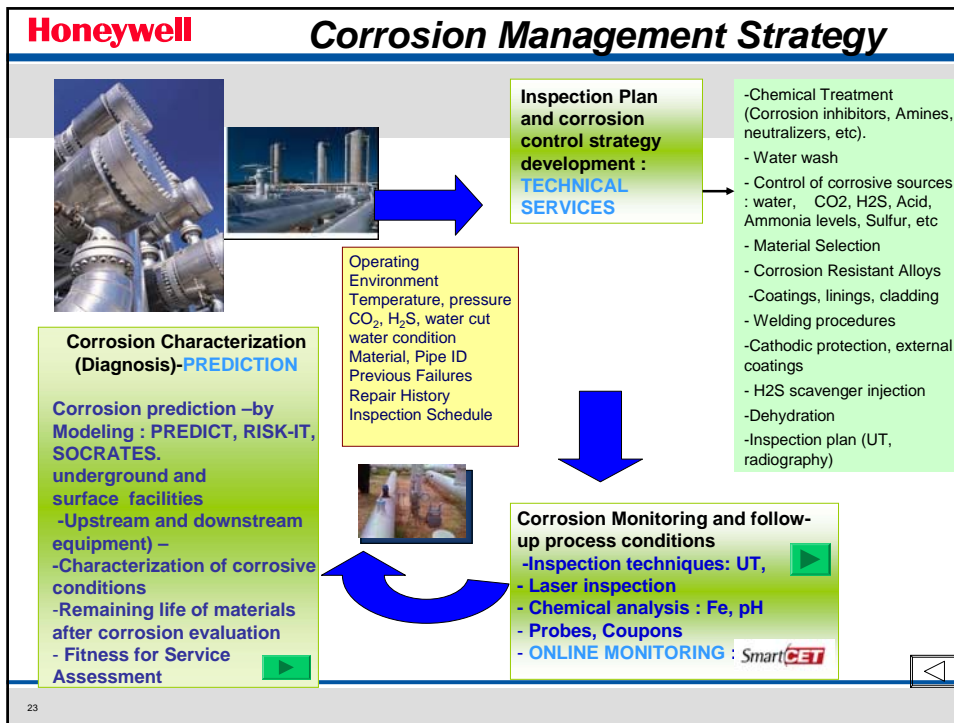 Honeywell
Corrosion Management Strategy
Inspection Plan
and corrosion
control strategy
development :
TECHNICAL
SERVICES
-Chemical Treatment
(Corrosion inhibitors, Amines,
neutralizers, etc).
- Water wash
- Control of corrosive sources
: water, CO2, H2S, Acid,
Ammonia levels, Sulfur, etc
- Material Selection
- Corrosion Resistant Alloys
-Coatings, linings, cladding
- Welding procedures
-Cathodic protection, external
coatings
- H2S scavenger injection
-Dehydration
-Inspection plan (UT,
radiography)
Operating
Environment
Temperature, pressure
CO2, H2S, water cut
water condition
Material, Pipe ID
Previous Failures
Repair History
Inspection Schedule
Corrosion Characterization
(Diagnosis)-PREDICTION
Corrosion prediction –by
Modeling : PREDICT, RISK-IT,
SOCRATES.
underground and
surface facilities
-Upstream and downstream
equipment) –
-Characterization of corrosive
conditions
-Remaining life of materials
after corrosion evaluation
- Fitness for Service
Assessment
Corrosion Monitoring and follow-
up process conditions
-Inspection techniques: UT,
- Laser inspection
- Chemical analysis : Fe, pH
- Probes, Coupons
- ONLINE MONITORING : SmartCET
23